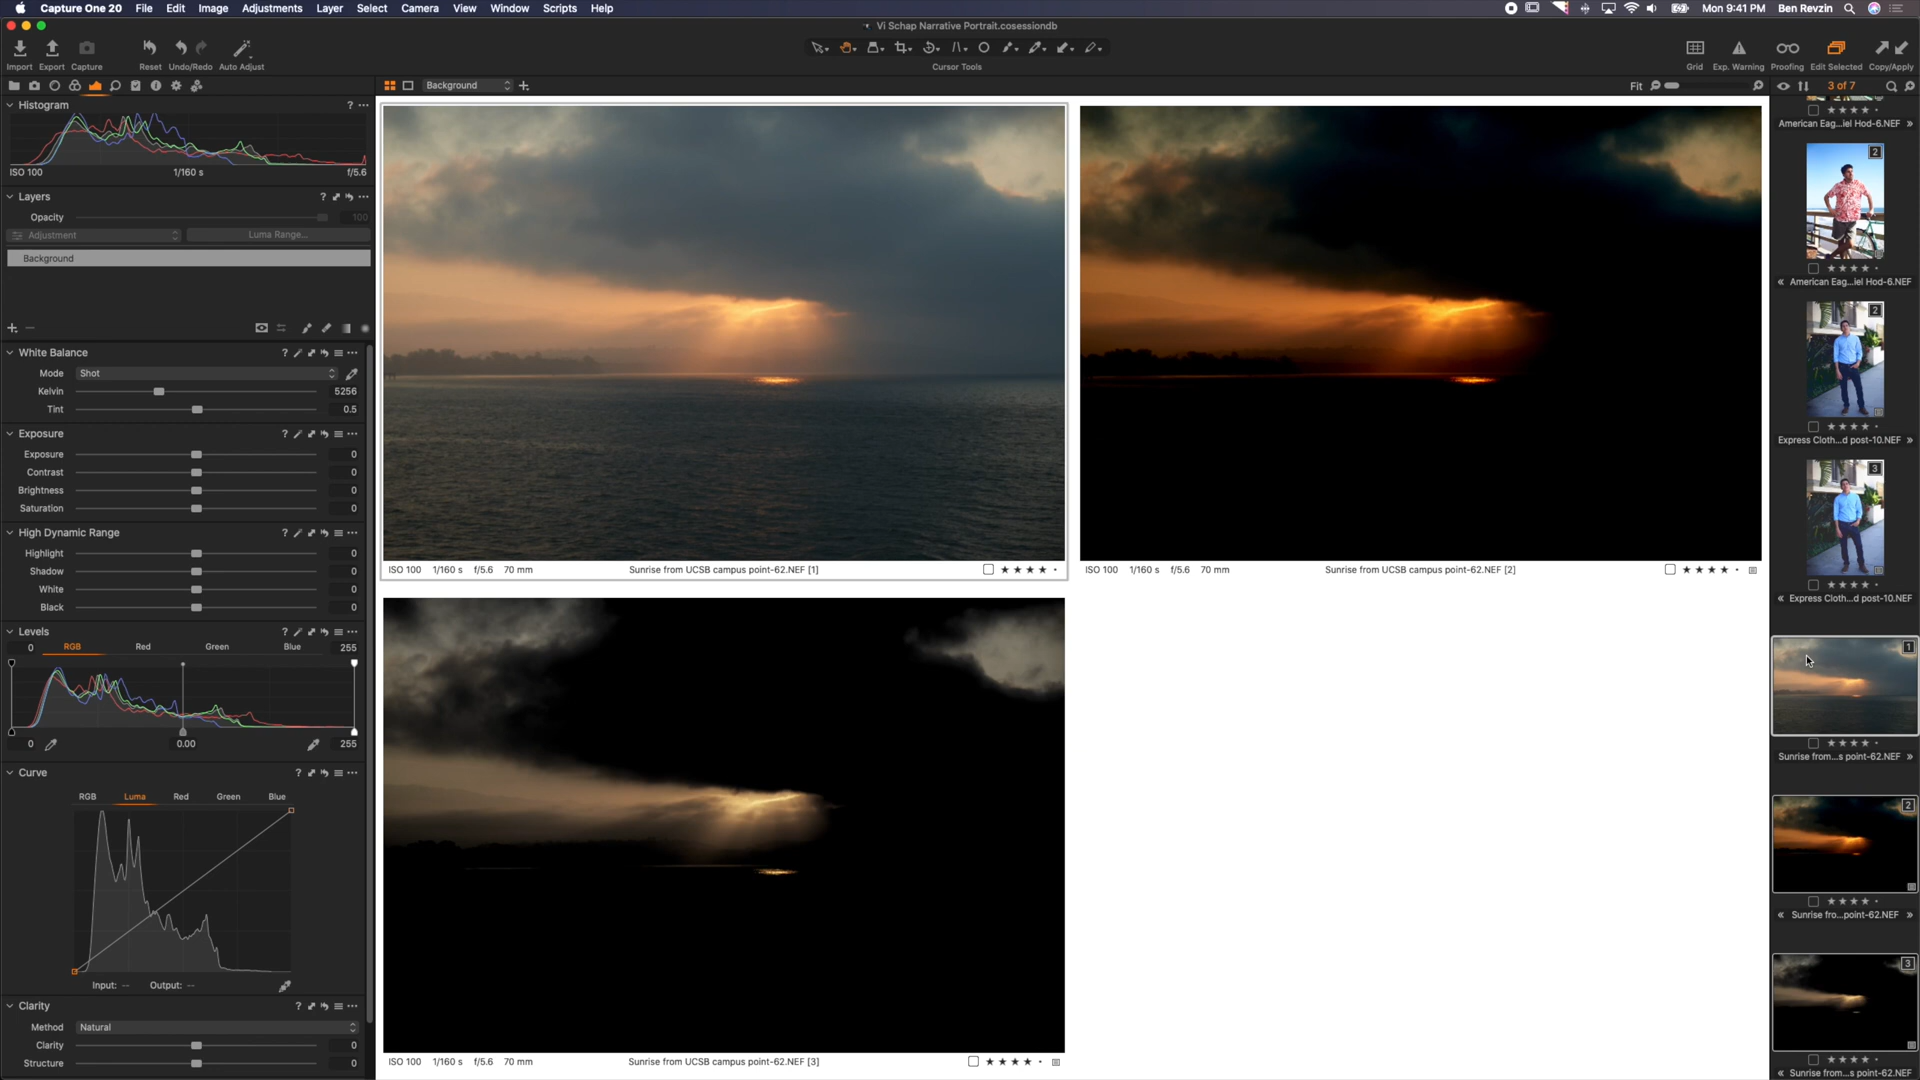 Capture One 20 File Edit Image Adjustments Layer Select Camera View Window Scripts Help
Mon 9:41 PM Ben Revzin
Vi Schap Narrative Portrait.cosessiondb
Import Export Capture Reset Undo/Redo Auto Adjust
Cursor Tools
Grid Exp. Warning Proofing Edit Selected Copy/Apply
Background
Fit
3 of 7
Histogram
ISO 100 1/160 s f/5.6
Layers
Opacity 100
Adjustment Luma Range...
Background
White Balance
Mode Shot
Kelvin 5256
Tint 0.5
Exposure
Exposure 0
Contrast 0
Brightness 0
Saturation 0
High Dynamic Range
Highlight 0
Shadow 0
White 0
Black 0
Levels
0 RGB Red Green Blue 255
0 0.00 255
Curve
RGB Luma Red Green Blue
Input: -- Output: --
Clarity
Method Natural
Clarity 0
Structure 0
ISO 100 1/160 s f/5.6 70 mm Sunrise from UCSB campus point-62.NEF [1]
ISO 100 1/160 s f/5.6 70 mm Sunrise from UCSB campus point-62.NEF [2]
ISO 100 1/160 s f/5.6 70 mm Sunrise from UCSB campus point-62.NEF [3]
American Eag...iel Hod-6.NEF »
2
« American Eag...iel Hod-6.NEF
2
Express Cloth...d post-10.NEF »
3
« Express Cloth...d post-10.NEF
1
Sunrise from...s point-62.NEF »
2
« Sunrise fro...point-62.NEF »
3
« Sunrise from...s point-62.NEF